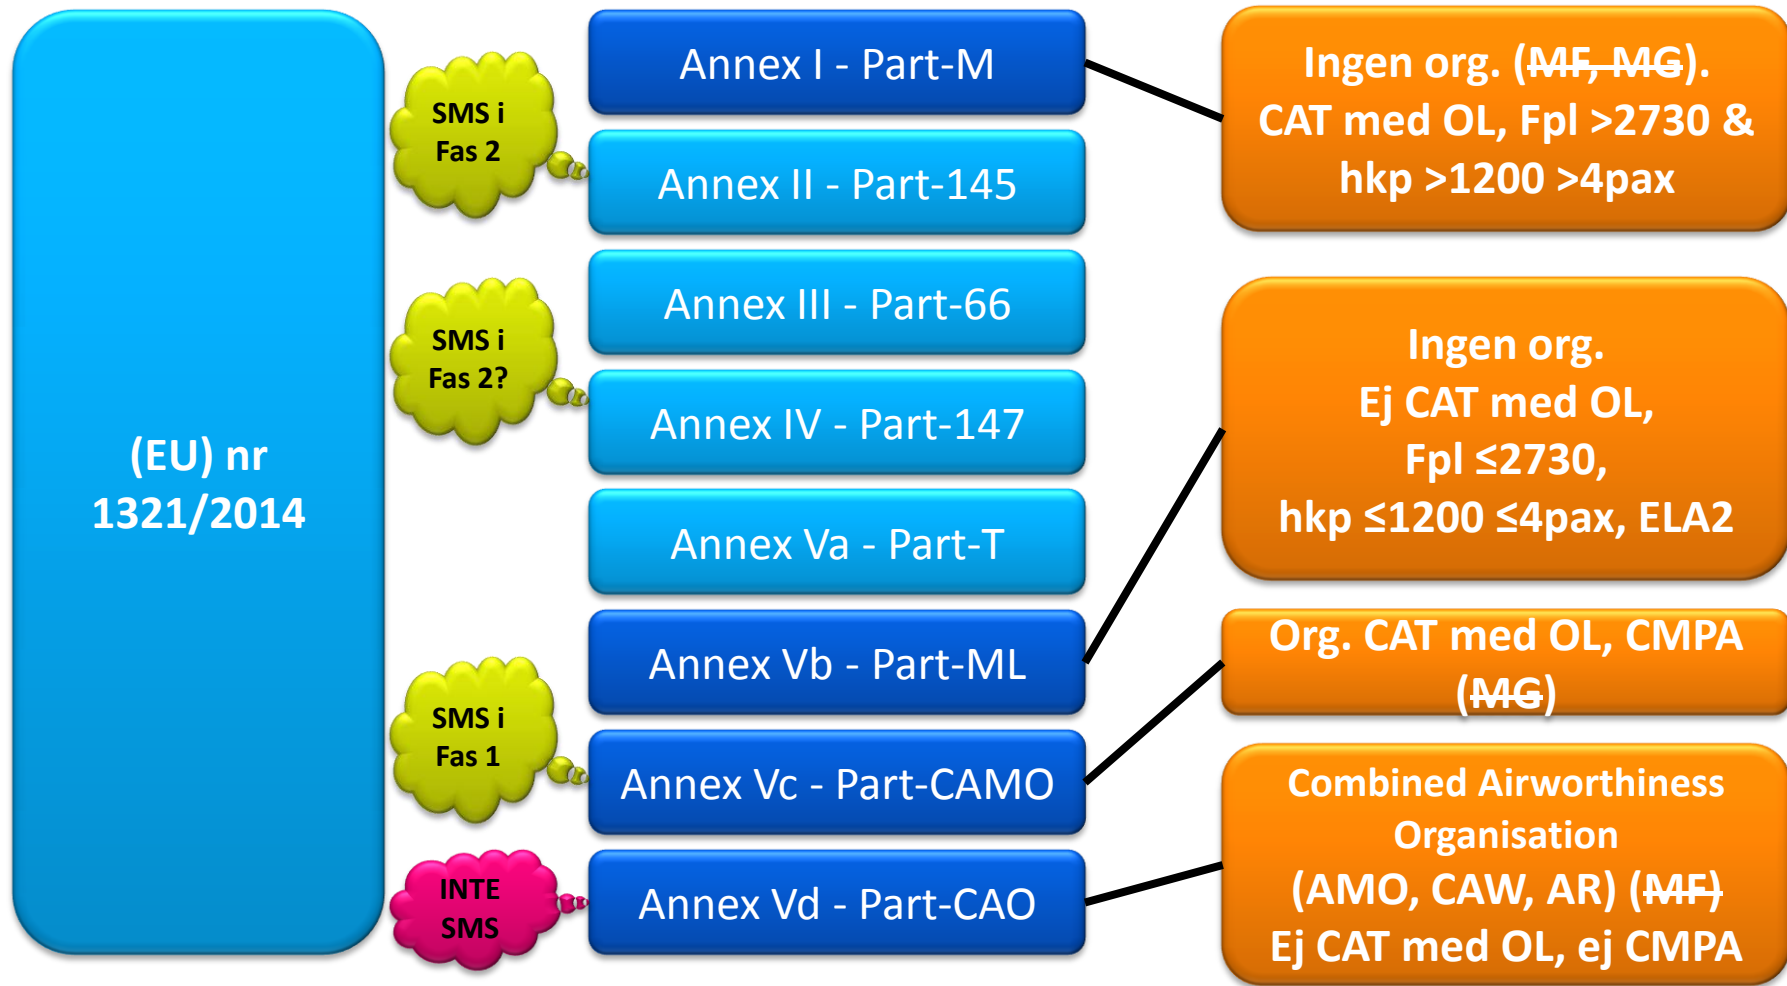 (EU) nr
1321/2014
SMS i
Fas 2
SMS i
Fas 2?
SMS i
Fas 1
INTE
SMS
Annex I - Part-M
Annex II - Part-145
Annex III - Part-66
Annex IV - Part-147
Annex Va - Part-T
Annex Vb - Part-ML
Annex Vc - Part-CAMO
Annex Vd - Part-CAO
Ingen org. (MF, MG).
CAT med OL, Fpl >2730 &
hkp >1200 >4pax
Ingen org.
Ej CAT med OL,
Fpl ≤2730,
hkp ≤1200 ≤4pax, ELA2
Org. CAT med OL, CMPA
(MG)
Combined Airworthiness
Organisation
(AMO, CAW, AR) (MF)
Ej CAT med OL, ej CMPA